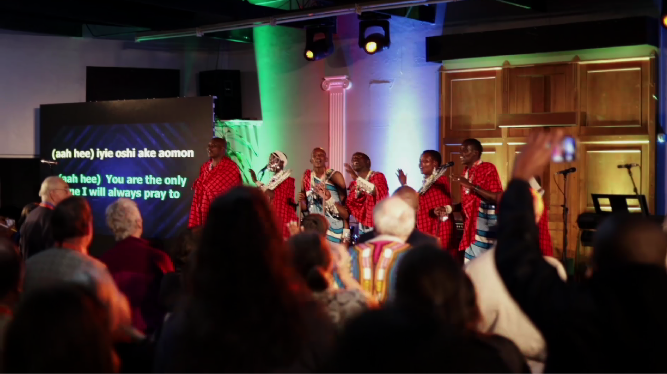 (aah hee) iyie oshi ake aomon
(aah hee) You are the only
one I will always pray to